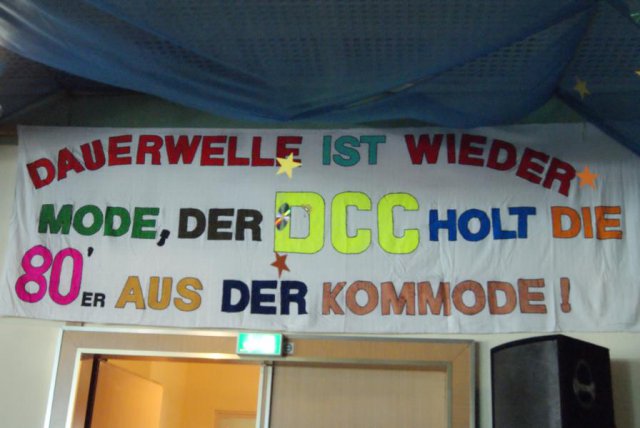 DAUERWELLE IST WIEDER
MODE, DER DCC HOLT DIE
80'ER AUS DER KOMMODE!